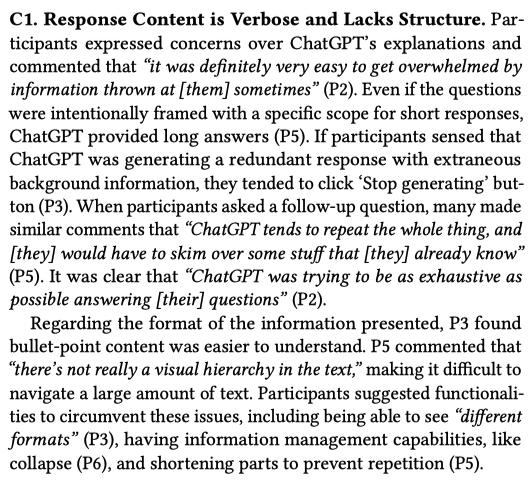 C1. Response Content is Verbose and Lacks Structure. Par-
ticipants expressed concerns over ChatGPT's explanations and
commented that “it was definitely very easy to get overwhelmed by
information thrown at [them] sometimes” (P2). Even if the questions
were intentionally framed with a specific scope for short responses,
ChatGPT provided long answers (P5). If participants sensed that
ChatGPT was generating a redundant response with extraneous
background information, they tended to click ‘Stop generating’ but-
ton (P3). When participants asked a follow-up question, many made
similar comments that “ChatGPT tends to repeat the whole thing, and
[they] would have to skim over some stuff that [they] already know”
(P5). It was clear that “ChatGPT was trying to be as exhaustive as
possible answering [their] questions” (P2).
Regarding the format of the information presented, P3 found
bullet-point content was easier to understand. P5 commented that
“there's not really a visual hierarchy in the text,” making it difficult to
navigate a large amount of text. Participants suggested functionali-
ties to circumvent these issues, including being able to see “different
formats” (P3), having information management capabilities, like
collapse (P6), and shortening parts to prevent repetition (P5).